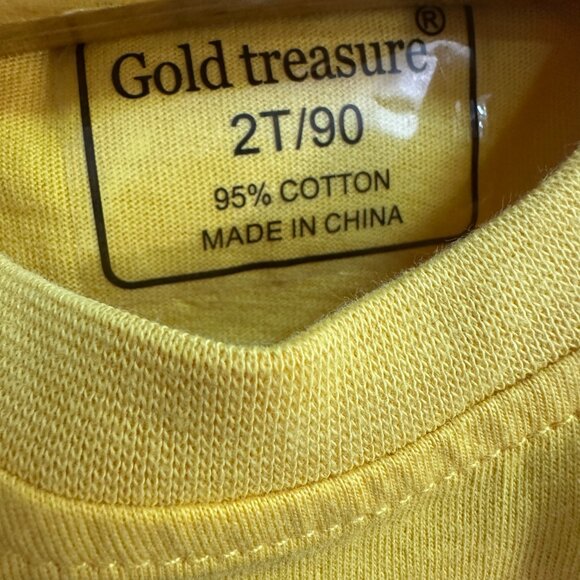 Gold treasure®
2T/90
95% COTTON
MADE IN CHINA